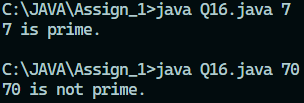 C:\JAVA\Assign_1>java Q16.java 7
7 is prime.
C:\JAVA\Assign_1>java Q16.java 70
70 is not prime.